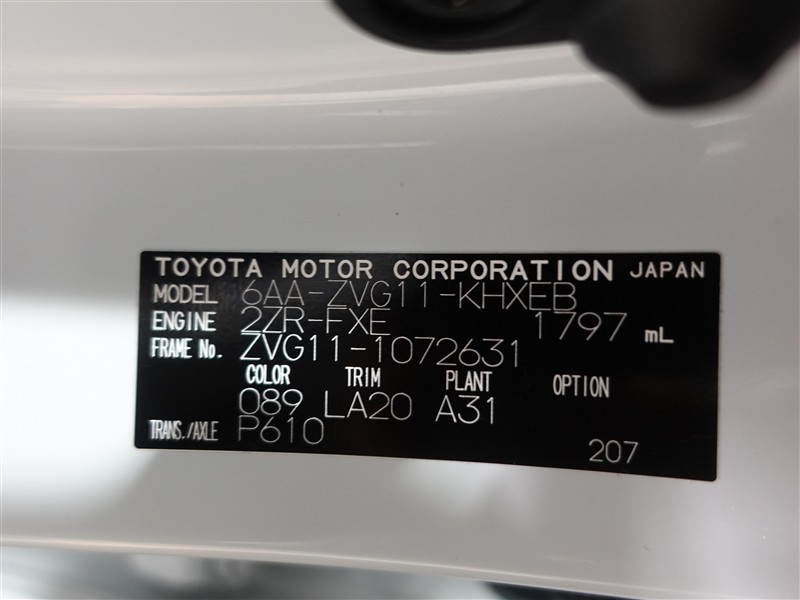 TOYOTA MOTOR CORPORATION JAPAN
MODEL 6AA-ZVG11-KHXEB
ENGINE 2ZR-FXE 1797 mL
FRAME No. ZVG11-1072631
COLOR TRIM PLANT OPTION
089 LA20 A31
TRANS./AXLE P610
207